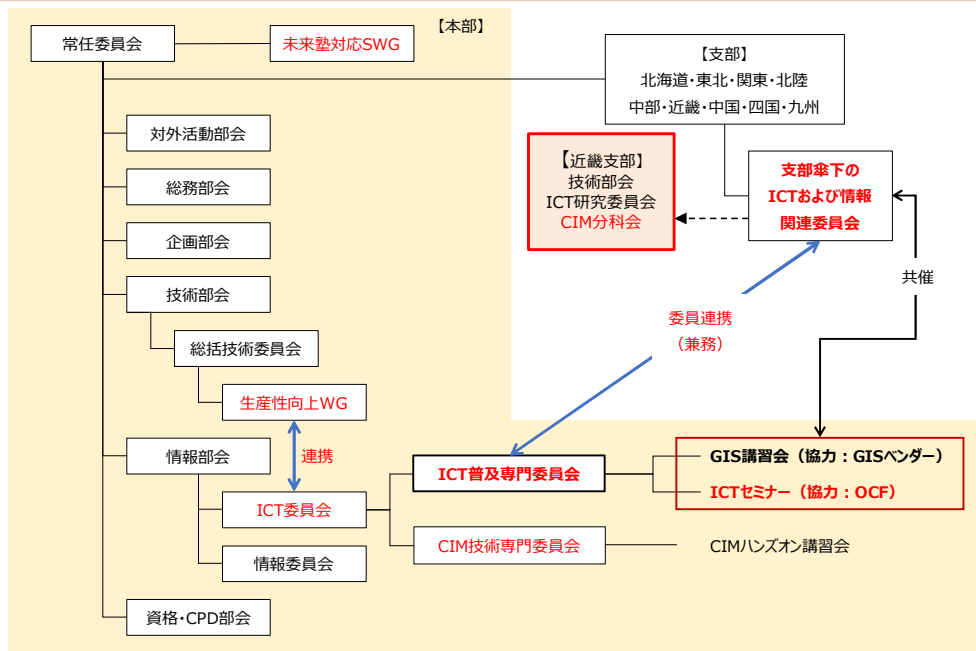 常任委員会
未来塾対応SWG
【本部】
【支部】
北海道・東北・関東・北陸
中部・近畿・中国・四国・九州
対外活動部会
総務部会
企画部会
技術部会
総括技術委員会
生産性向上WG
連携
情報部会
ICT委員会
情報委員会
資格・CPD部会
【近畿支部】
技術部会
ICT研究委員会
CIM分科会
支部傘下の
ICTおよび情報
関連委員会
共催
委員連携
（兼務）
ICT普及専門委員会
GIS講習会（協力：GISベンダー）
ICTセミナー（協力：OCF）
CIM技術専門委員会
CIMハンズオン講習会